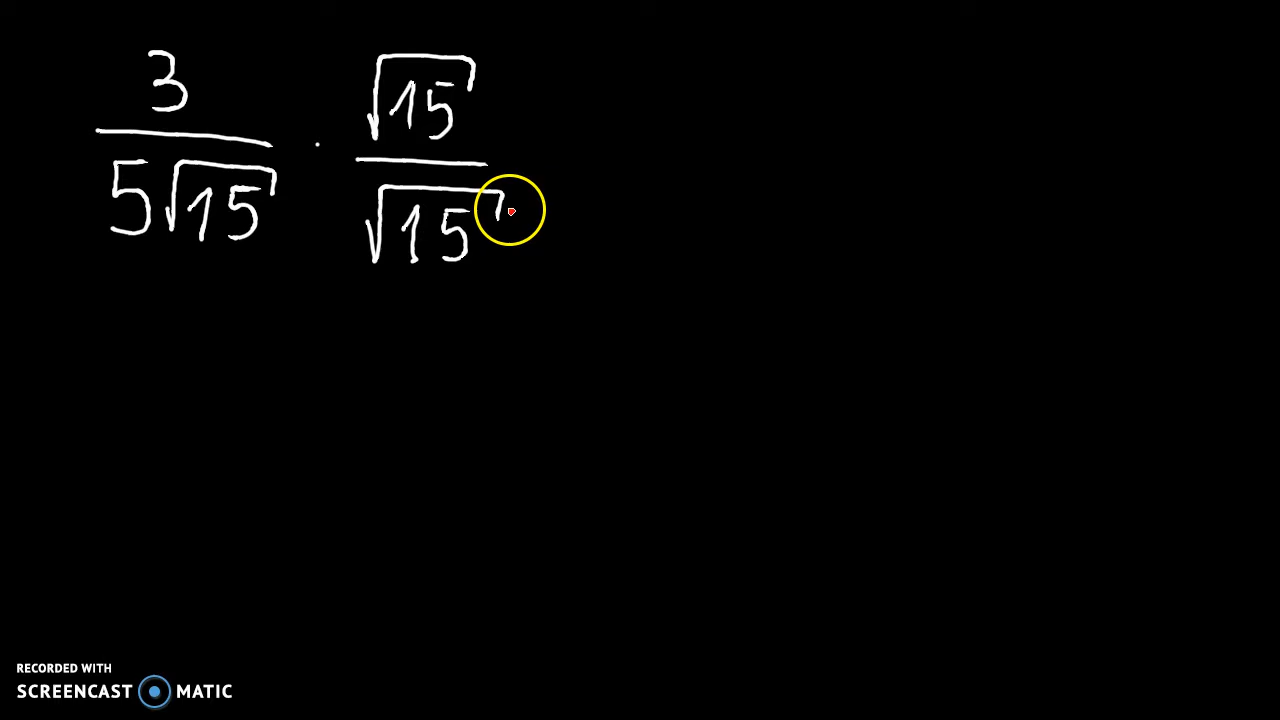 3/(5√15) · √15/√15
RECORDED WITH
SCREENCAST MATIC